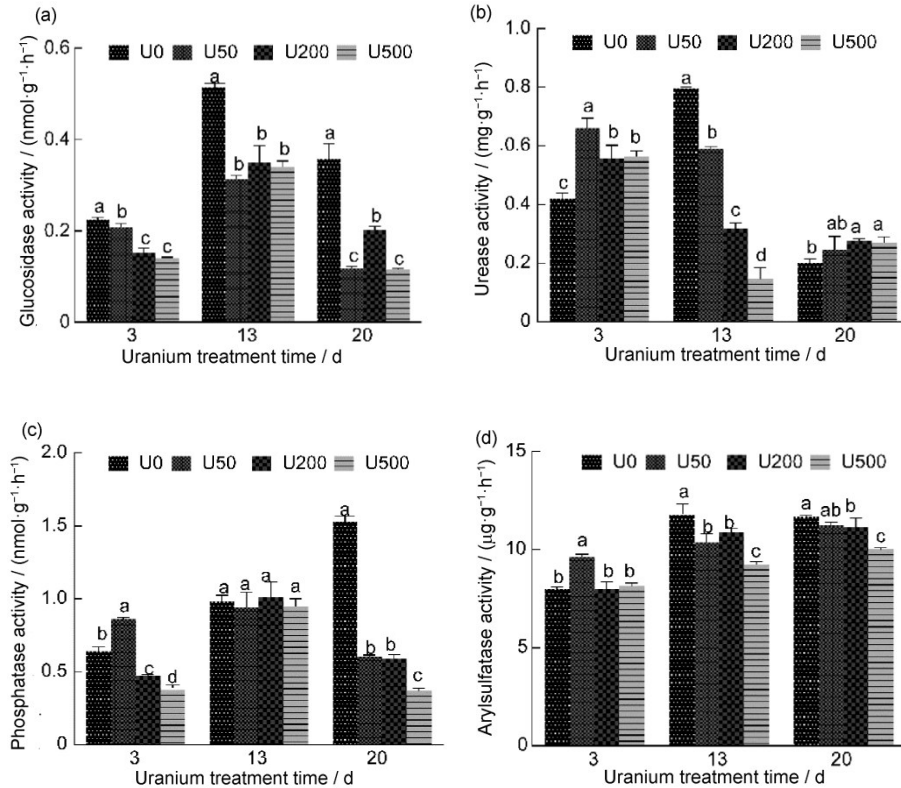 (a)
U0 U50 U200 U500
Glucosidase activity / (nmol·g⁻¹·h⁻¹)
0.6
0.4
0.2
0
a
b
c
c
a
b
b
b
a
c
b
c
3 13 20
Uranium treatment time / d
(b)
U0 U50 U200 U500
Urease activity / (mg·g⁻¹·h⁻¹)
1.0
0.8
0.6
0.4
0.2
0
c
a
b
b
a
b
c
d
b
ab
a
a
3 13 20
Uranium treatment time / d
(c)
U0 U50 U200 U500
Phosphatase activity / (nmol·g⁻¹·h⁻¹)
2.0
1.5
1.0
0.5
0
b
a
c
d
a
a
a
a
a
b
b
c
3 13 20
Uranium treatment time / d
(d)
U0 U50 U200 U500
Arylsulfatase activity / (μg·g⁻¹·h⁻¹)
15
10
5
0
b
a
b
b
a
b
b
c
a
ab
b
c
3 13 20
Uranium treatment time / d